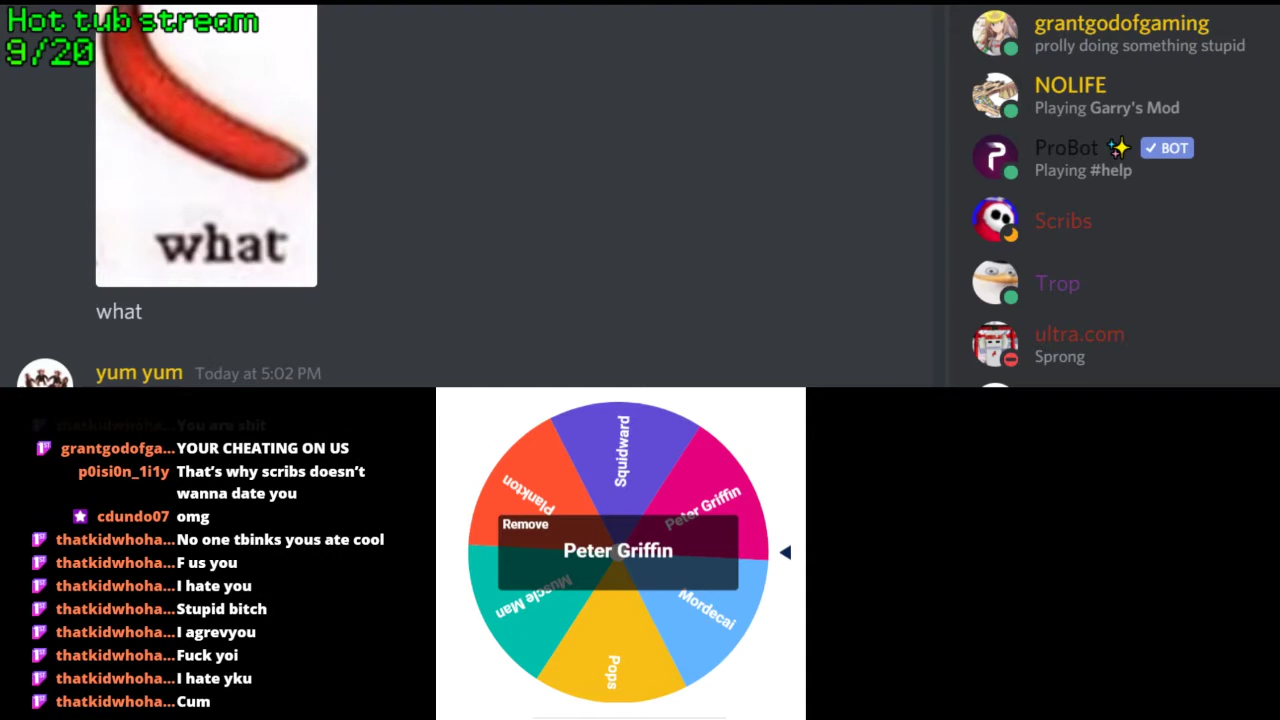 Hot tub stream
9/20
what
what
yum yum Today at 5:02 PM
grantgodofgaming
prolly doing something stupid
NOLIFE
Playing Garry's Mod
ProBot ✨ ✓ BOT
Playing #help
Scribs
Trop
ultra.com
Sprong
thatkidwhoha... You are shit
grantgodofga... YOUR CHEATING ON US
p0isi0n_1i1y That's why scribs doesn't
wanna date you
cdundo07 omg
thatkidwhoha... No one tbinks yous ate cool
thatkidwhoha... F us you
thatkidwhoha... I hate you
thatkidwhoha... Stupid bitch
thatkidwhoha... I agrevyou
thatkidwhoha... Fuck yoi
thatkidwhoha... I hate yku
thatkidwhoha... Cum
Squidward
Peter Griffin
Mordecai
Pops
Muscle Man
Plankton
Remove
Peter Griffin